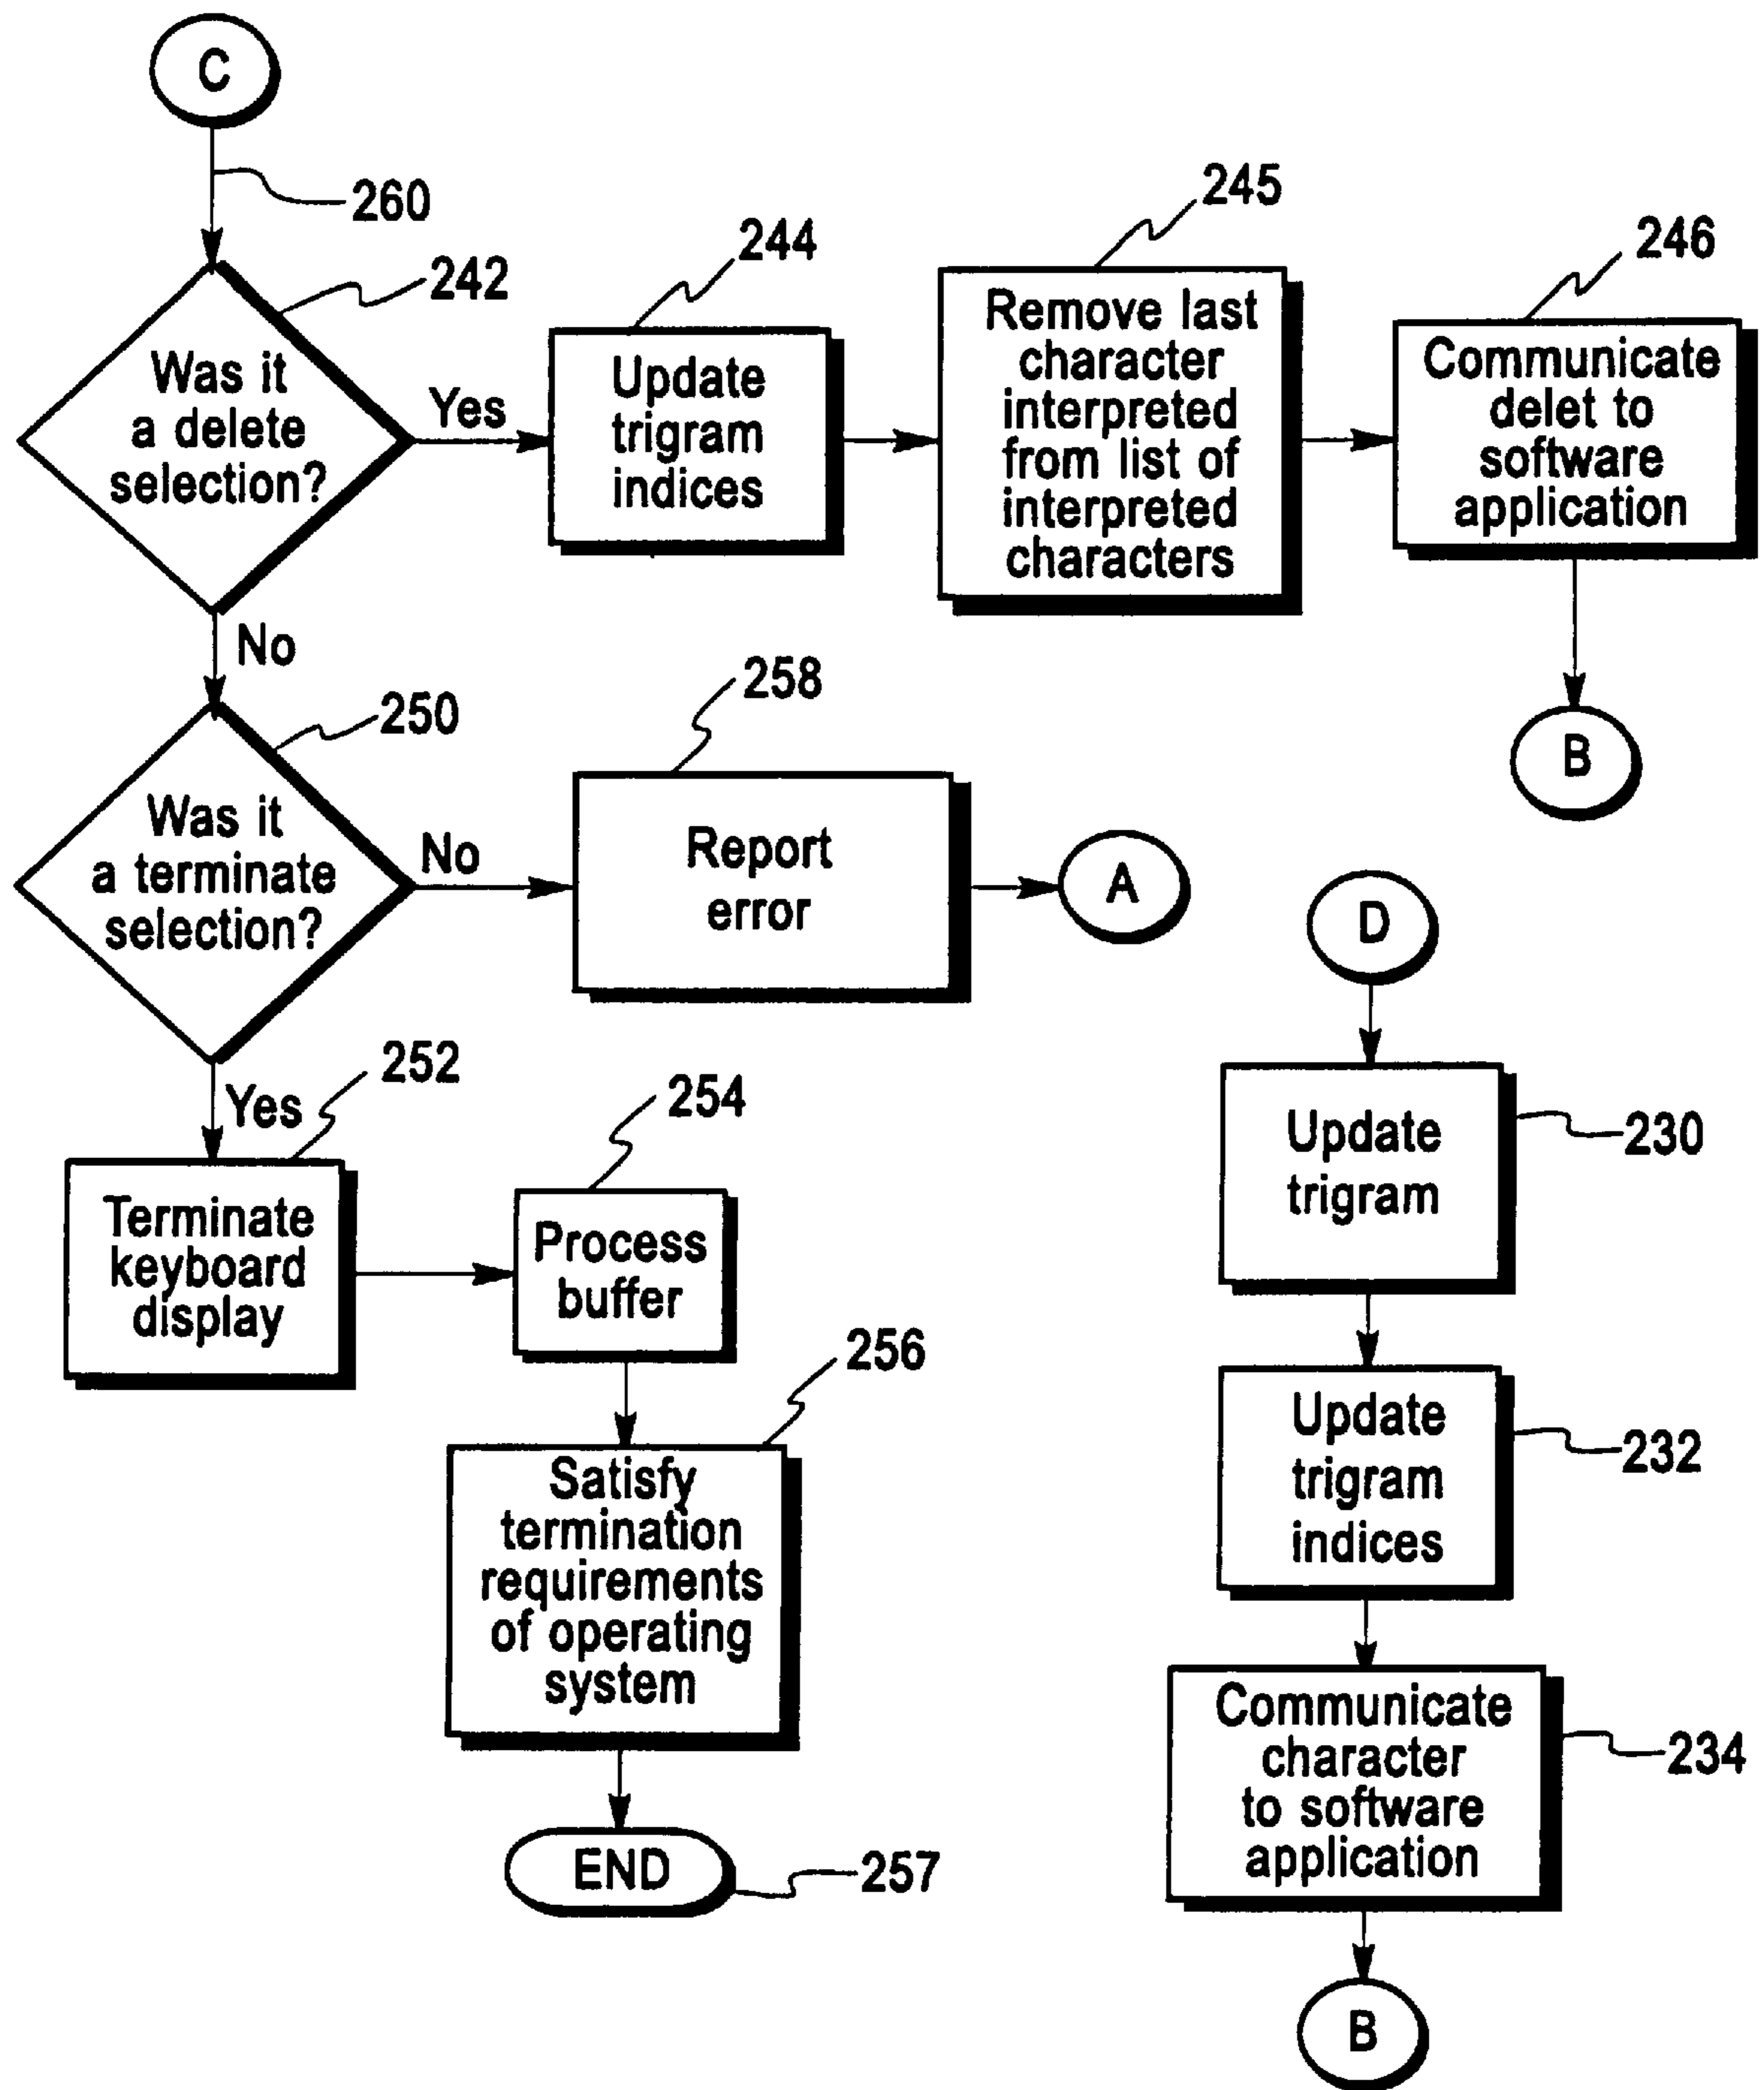 C
260
242
Was it
a delete
selection?
Yes
244
Update
trigram
indices
245
Remove last
character
interpreted
from list of
interpreted
characters
246
Communicate
delet to
software
application
B
No
250
Was it
a terminate
selection?
No
258
Report
error
A
Yes
252
Terminate
keyboard
display
254
Process
buffer
256
Satisfy
termination
requirements
of operating
system
END
257
D
Update
trigram
230
Update
trigram
indices
232
Communicate
character
to software
application
234
B